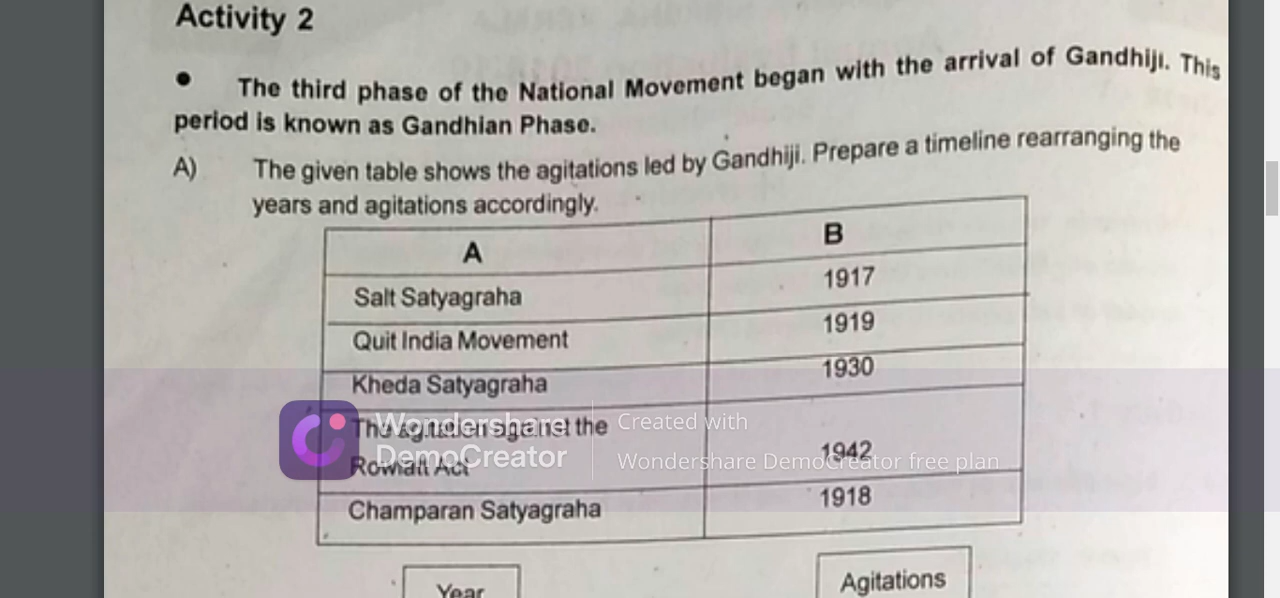 Activity 2
• The third phase of the National Movement began with the arrival of Gandhiji. This
period is known as Gandhian Phase.
A) The given table shows the agitations led by Gandhiji. Prepare a timeline rearranging the
years and agitations accordingly.
A B
Salt Satyagraha 1917
Quit India Movement 1919
Kheda Satyagraha 1930
The agitation against the
Rowlatt Act 1942
Champaran Satyagraha 1918
Wondershare
DemoCreator
Created with
Wondershare DemoCreator free plan
Year Agitations